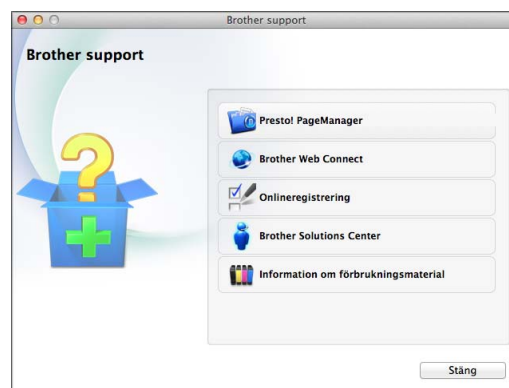 Brother support
Brother support
Presto! PageManager
Brother Web Connect
Onlineregistrering
Brother Solutions Center
Information om förbrukningsmaterial
Stäng